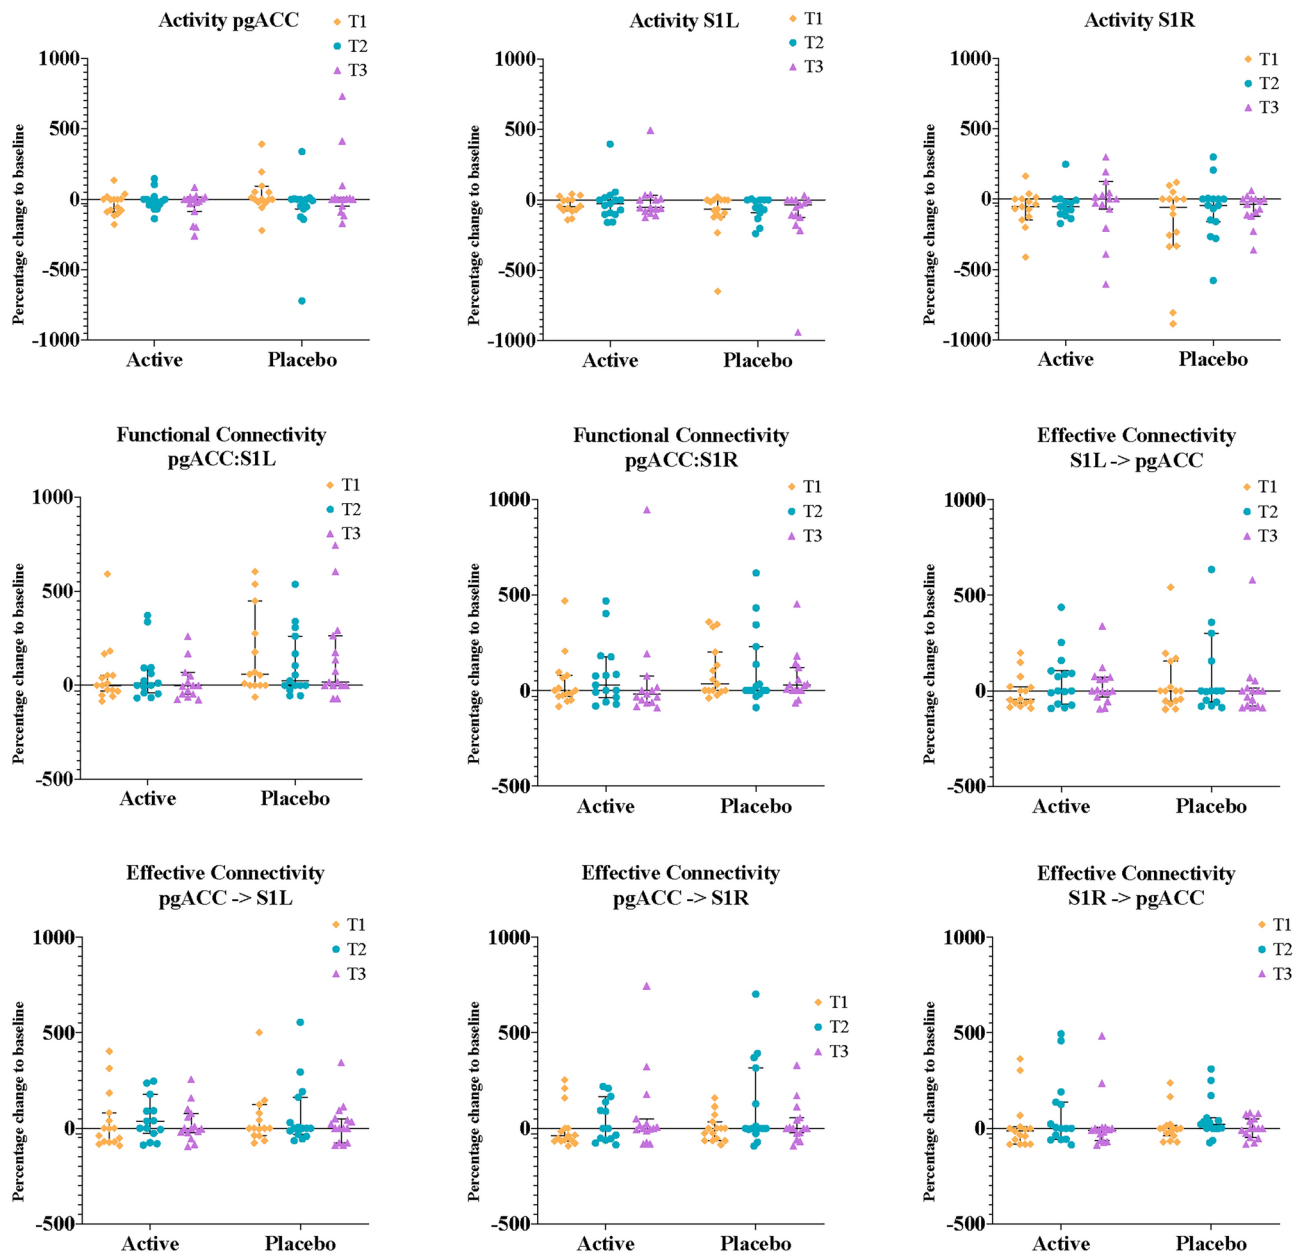 Activity pgACC
T1
T2
T3
Percentage change to baseline
1000
500
0
-500
-1000
Active
Placebo
Activity S1L
T1
T2
T3
Percentage change to baseline
1000
500
0
-500
-1000
Active
Placebo
Activity S1R
T1
T2
T3
Percentage change to baseline
1000
500
0
-500
-1000
Active
Placebo
Functional Connectivity
pgACC:S1L
T1
T2
T3
Percentage change to baseline
1000
500
0
-500
Active
Placebo
Functional Connectivity
pgACC:S1R
T1
T2
T3
Percentage change to baseline
1000
500
0
-500
Active
Placebo
Effective Connectivity
S1L -> pgACC
T1
T2
T3
Percentage change to baseline
1000
500
0
-500
Active
Placebo
Effective Connectivity
pgACC -> S1L
T1
T2
T3
Percentage change to baseline
1000
500
0
-500
Active
Placebo
Effective Connectivity
pgACC -> S1R
T1
T2
T3
Percentage change to baseline
1000
500
0
-500
Active
Placebo
Effective Connectivity
S1R -> pgACC
T1
T2
T3
Percentage change to baseline
1000
500
0
-500
Active
Placebo